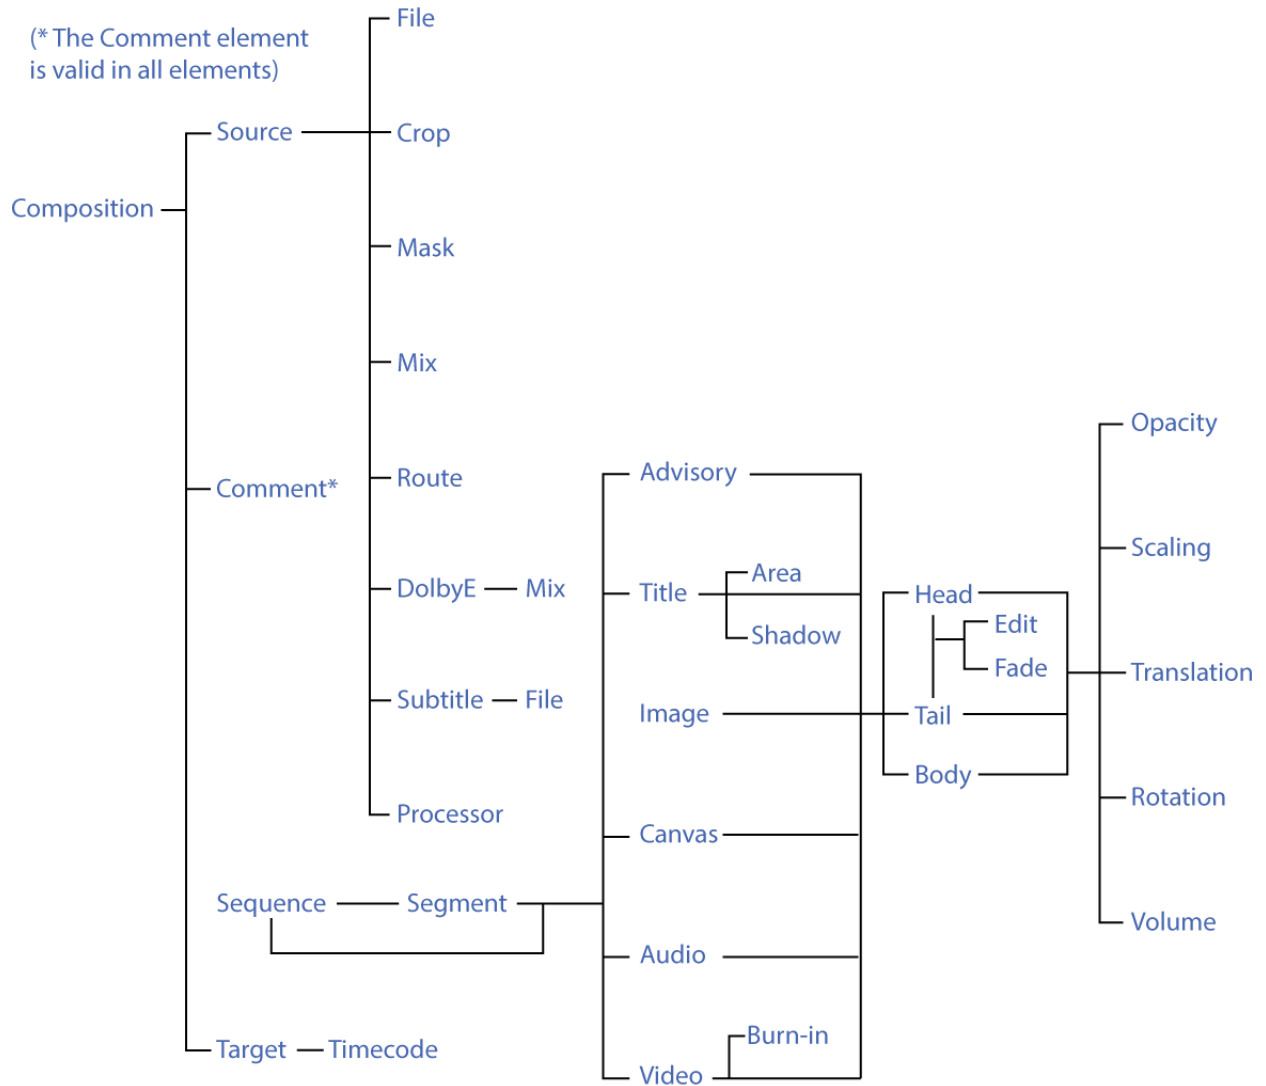 (* The Comment element
is valid in all elements)
File
Source
Crop
Composition
Mask
Mix
Opacity
Advisory
Route
Comment*
Scaling
Area
DolbyE
Mix
Title
Head
Edit
Shadow
Fade
Translation
Subtitle
File
Image
Tail
Body
Rotation
Processor
Canvas
Sequence
Segment
Volume
Audio
Burn-in
Target
Timecode
Video